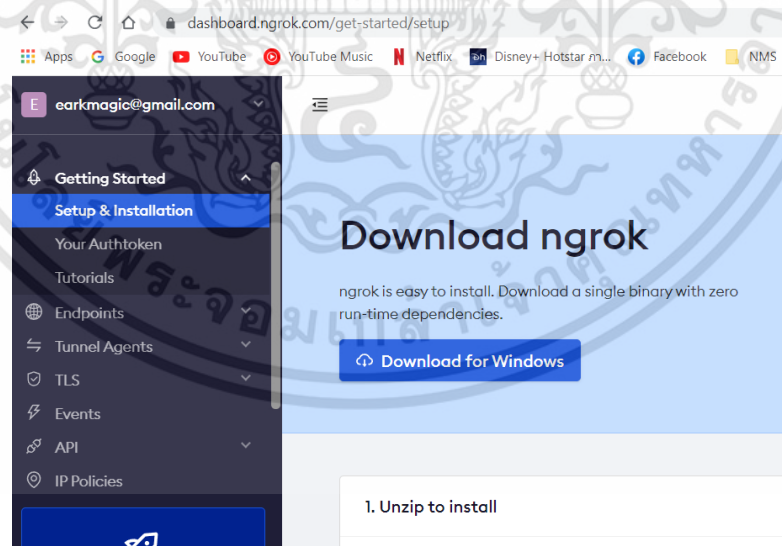 dashboard.ngrok.com/get-started/setup
Apps Google YouTube YouTube Music Netflix Disney+ Hotstar ภา... Facebook NMS
E earkmagic@gmail.com
Getting Started
Setup & Installation
Your Authtoken
Tutorials
Endpoints
Tunnel Agents
TLS
Events
API
IP Policies
Download ngrok
ngrok is easy to install. Download a single binary with zero
run-time dependencies.
Download for Windows
1. Unzip to install